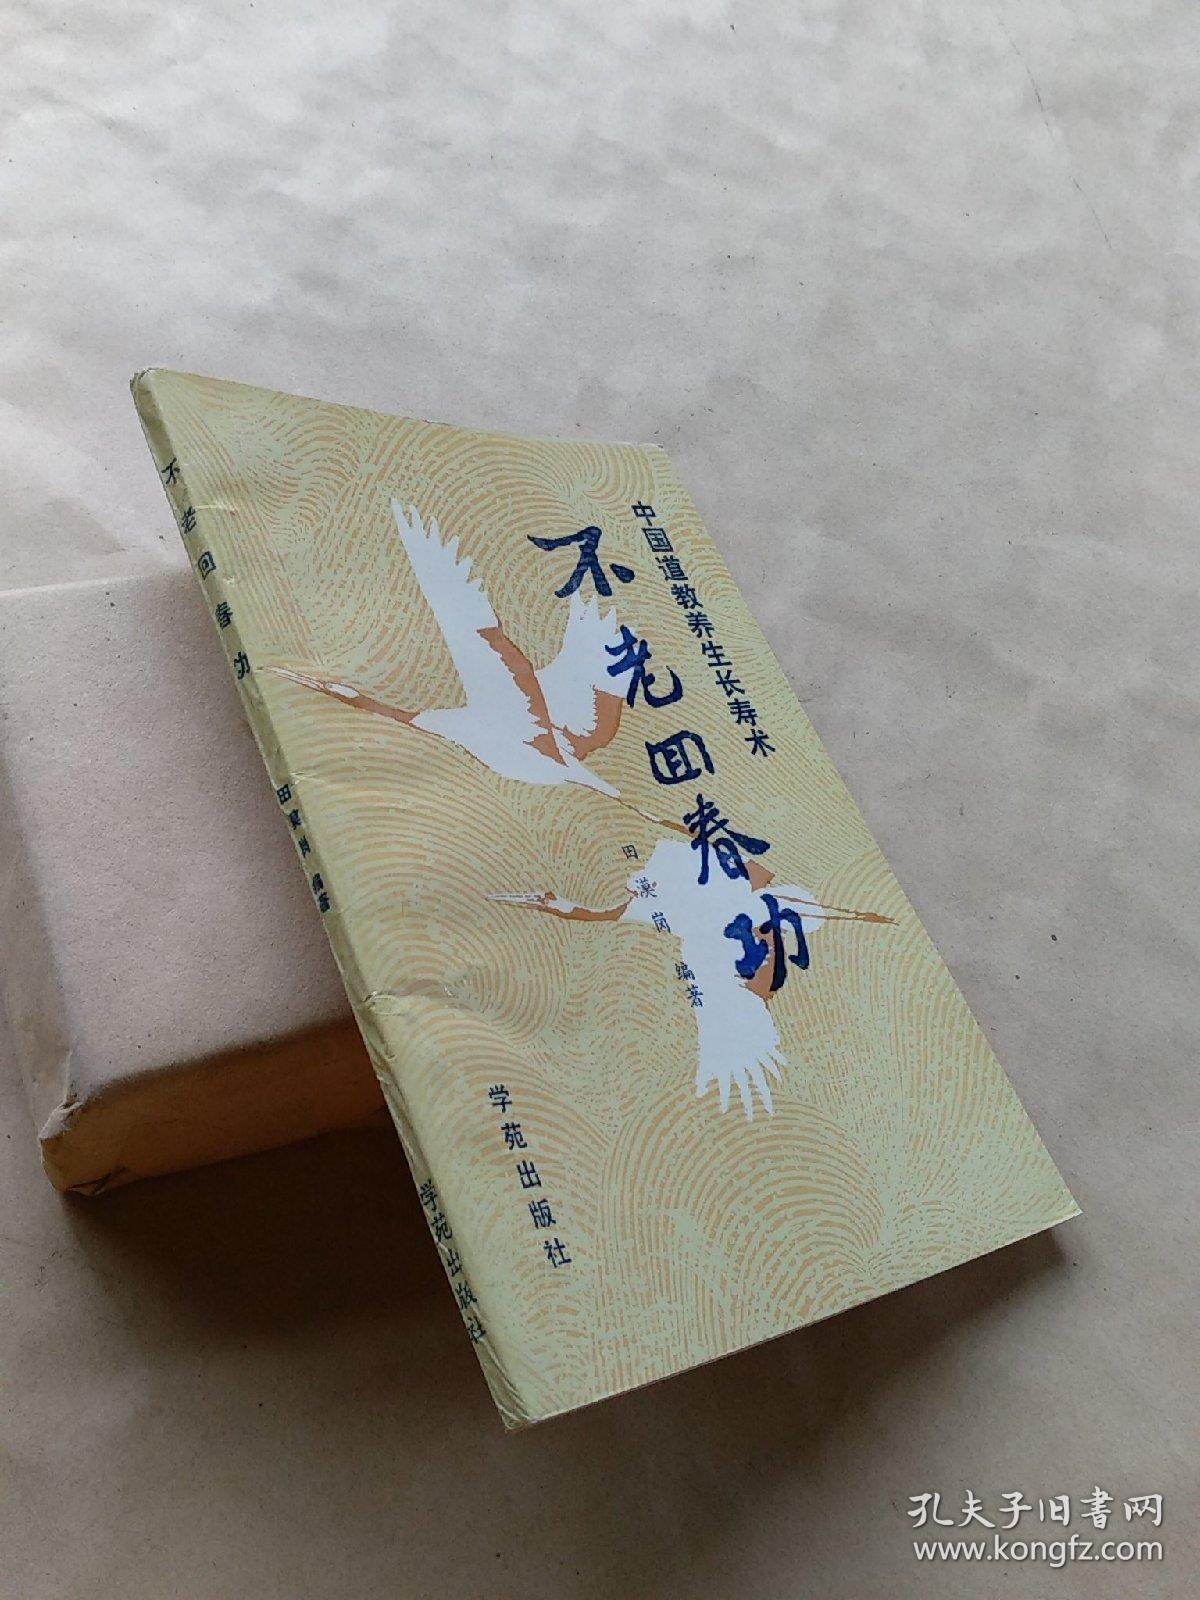 中国道教养生长寿术
不老回春功
田漠岗 编著
学苑出版社
不老回春功
田漠岗 编著
学苑出版社
孔夫子旧书网
www.kongfz.com